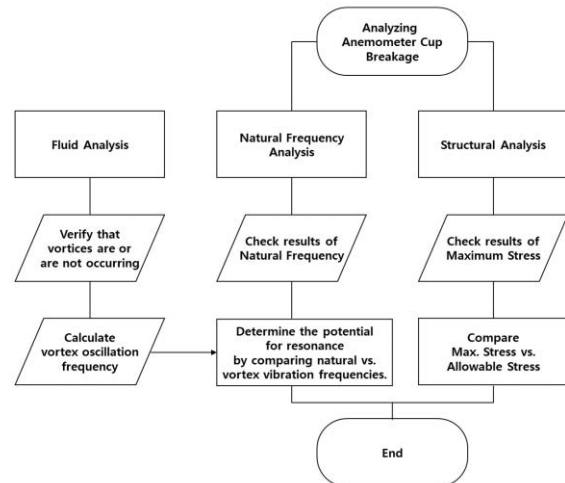 Analyzing
Anemometer Cup
Breakage
Fluid Analysis
Natural Frequency
Analysis
Structural Analysis
Verify that
vortices are or
are not occurring
Check results of
Natural Frequency
Check results of
Maximum Stress
Calculate
vortex oscillation
frequency
Determine the potential
for resonance
by comparing natural vs.
vortex vibration frequencies.
Compare
Max. Stress vs.
Allowable Stress
End